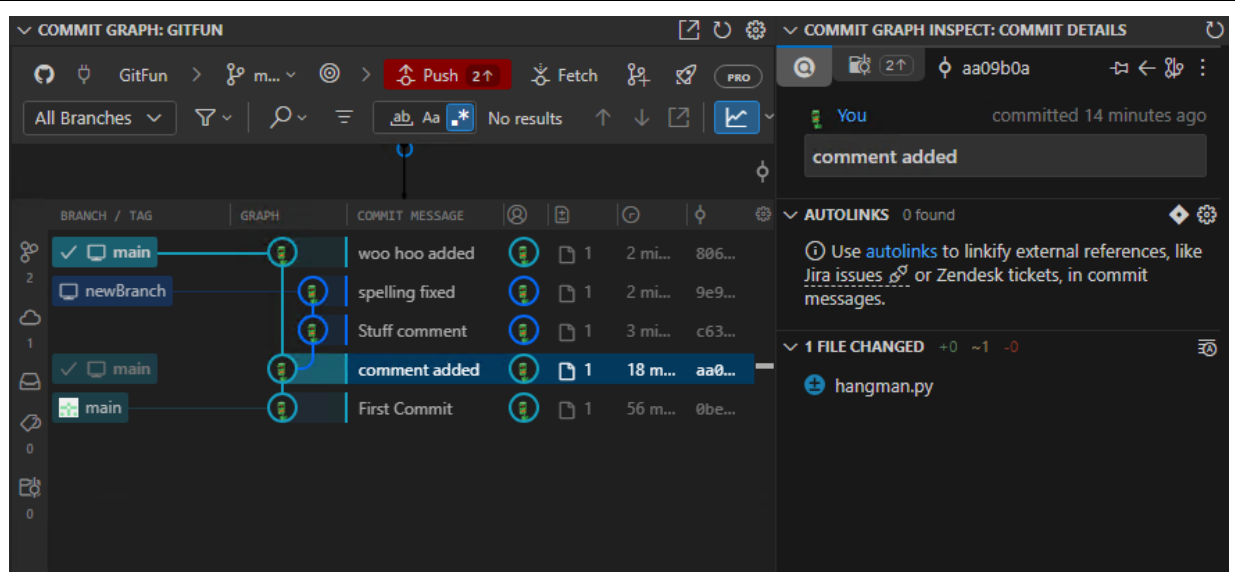 COMMIT GRAPH: GITFUN
GitFun > m... > Push 2↑ Fetch PRO
All Branches ab, Aa .* No results
BRANCH / TAG GRAPH COMMIT MESSAGE
main woo hoo added 1 2 mi... 806...
2
newBranch spelling fixed 1 2 mi... 9e9...
1
Stuff comment 1 3 mi... c63...
main comment added 1 18 m... aa0...
main First Commit 1 56 m... 0be...
0
0
COMMIT GRAPH INSPECT: COMMIT DETAILS
2↑ aa09b0a
You committed 14 minutes ago
comment added
AUTOLINKS 0 found
Use autolinks to linkify external references, like
Jira issues or Zendesk tickets, in commit
messages.
1 FILE CHANGED +0 ~1 -0
hangman.py